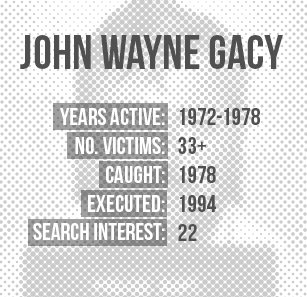 JOHN WAYNE GACY
YEARS ACTIVE: 1972-1978
NO. VICTIMS: 33+
CAUGHT: 1978
EXECUTED: 1994
SEARCH INTEREST: 22